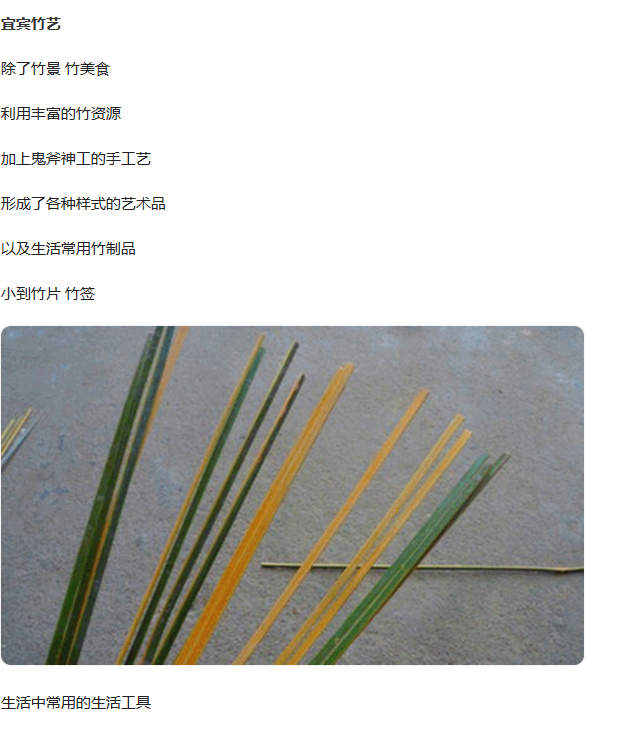 宜宾竹艺
除了竹景 竹美食
利用丰富的竹资源
加上鬼斧神工的手工艺
形成了各种样式的艺术品
以及生活常用竹制品
小到竹片 竹签
生活中常用的生活工具